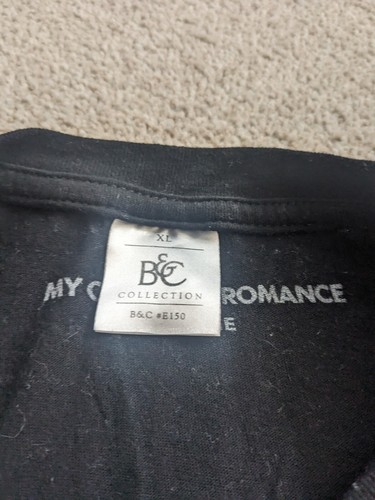 XL
B&C
COLLECTION
B&C #E150
MY C ROMANCE
E